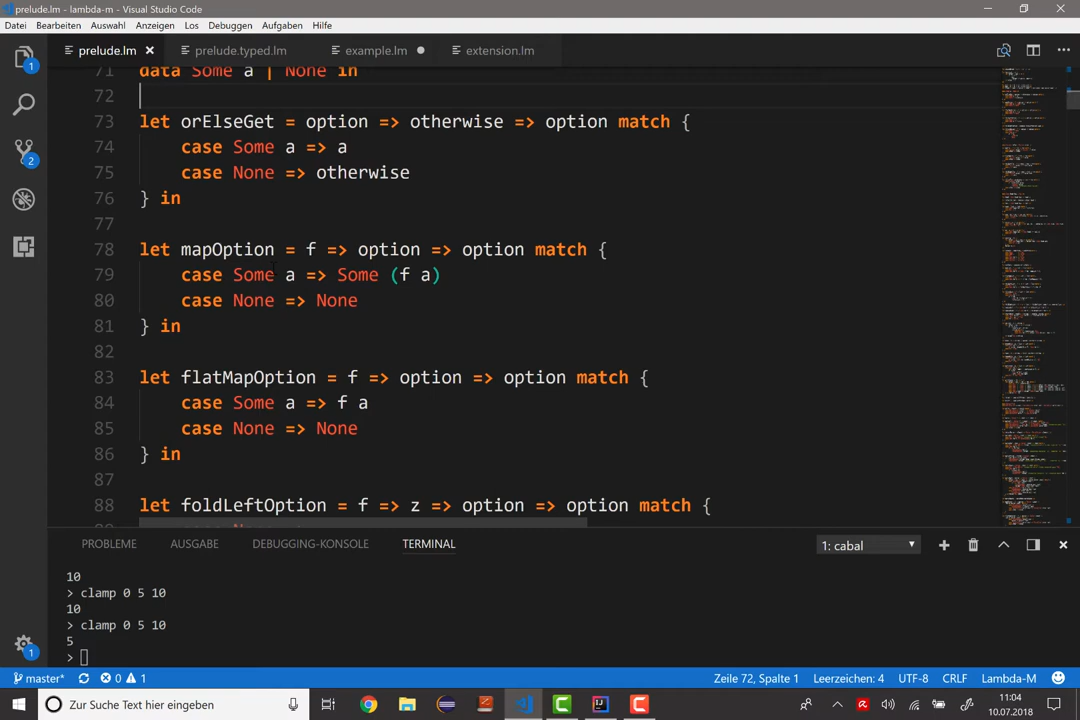 prelude.lm - lambda-m - Visual Studio Code
Datei Bearbeiten Auswahl Anzeigen Los Debuggen Aufgaben Hilfe
prelude.lm prelude.typed.lm example.lm extension.lm
71 data Some a | None in
72
73 let orElseGet = option => otherwise => option match {
74 case Some a => a
75 case None => otherwise
76 } in
77
78 let mapOption = f => option => option match {
79 case Some a => Some (f a)
80 case None => None
81 } in
82
83 let flatMapOption = f => option => option match {
84 case Some a => f a
85 case None => None
86 } in
87
88 let foldLeftOption = f => z => option => option match {
PROBLEME AUSGABE DEBUGGING-KONSOLE TERMINAL 1: cabal
10
> clamp 0 5 10
10
> clamp 0 5 10
5
>
master* 0 1 Zeile 72, Spalte 1 Leerzeichen: 4 UTF-8 CRLF Lambda-M
1
2
1
Zur Suche Text hier eingeben
11:04
10.07.2018